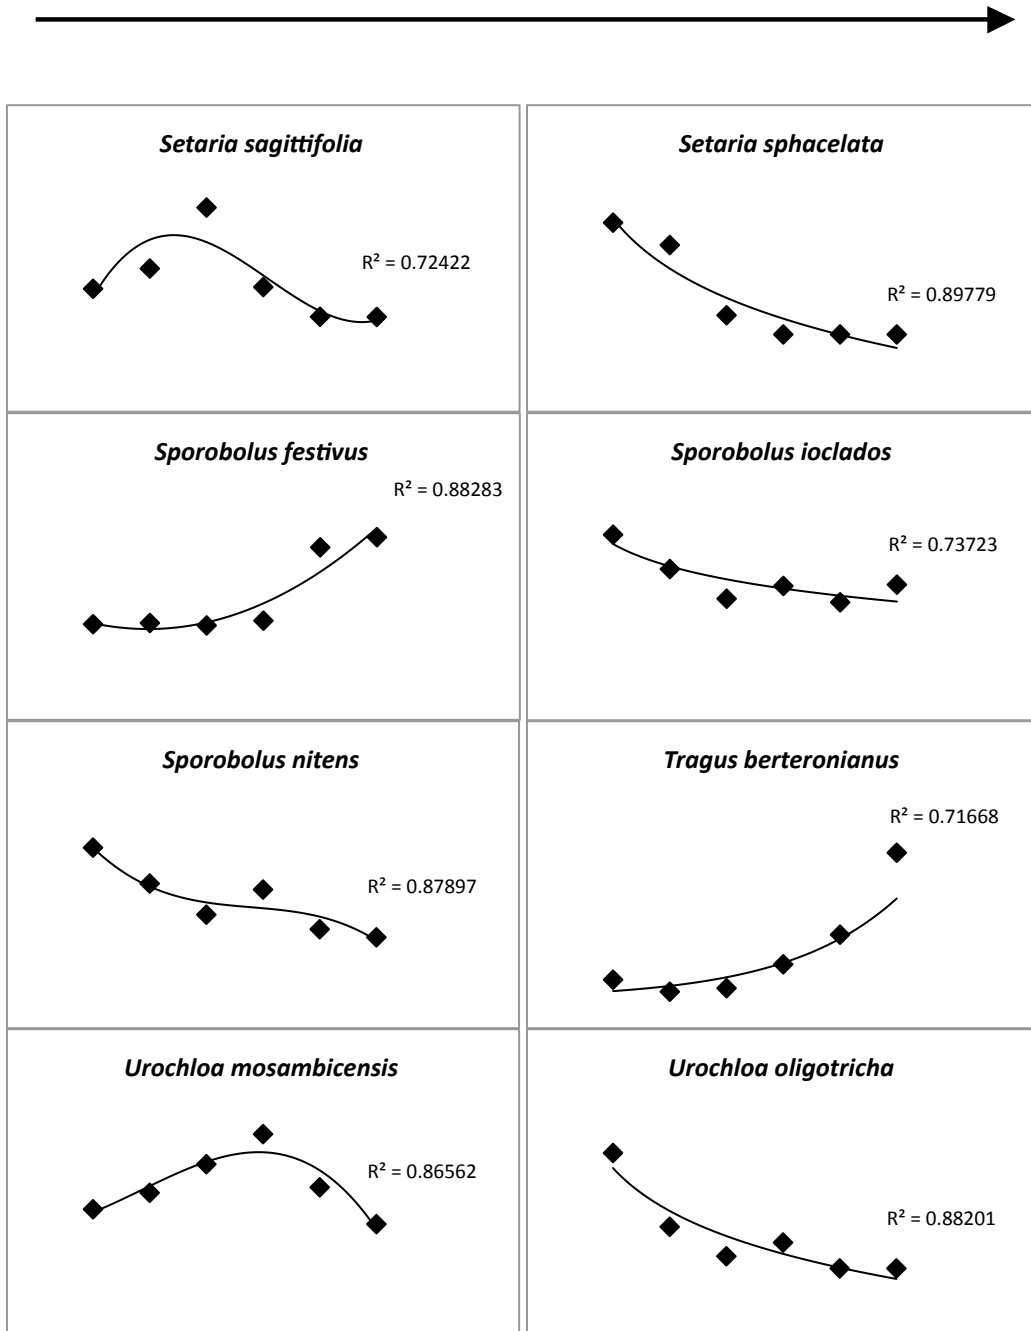 Setaria sagittifolia
R² = 0.72422
Setaria sphacelata
R² = 0.89779
Sporobolus festivus
R² = 0.88283
Sporobolus ioclados
R² = 0.73723
Sporobolus nitens
R² = 0.87897
Tragus berteronianus
R² = 0.71668
Urochloa mosambicensis
R² = 0.86562
Urochloa oligotricha
R² = 0.88201